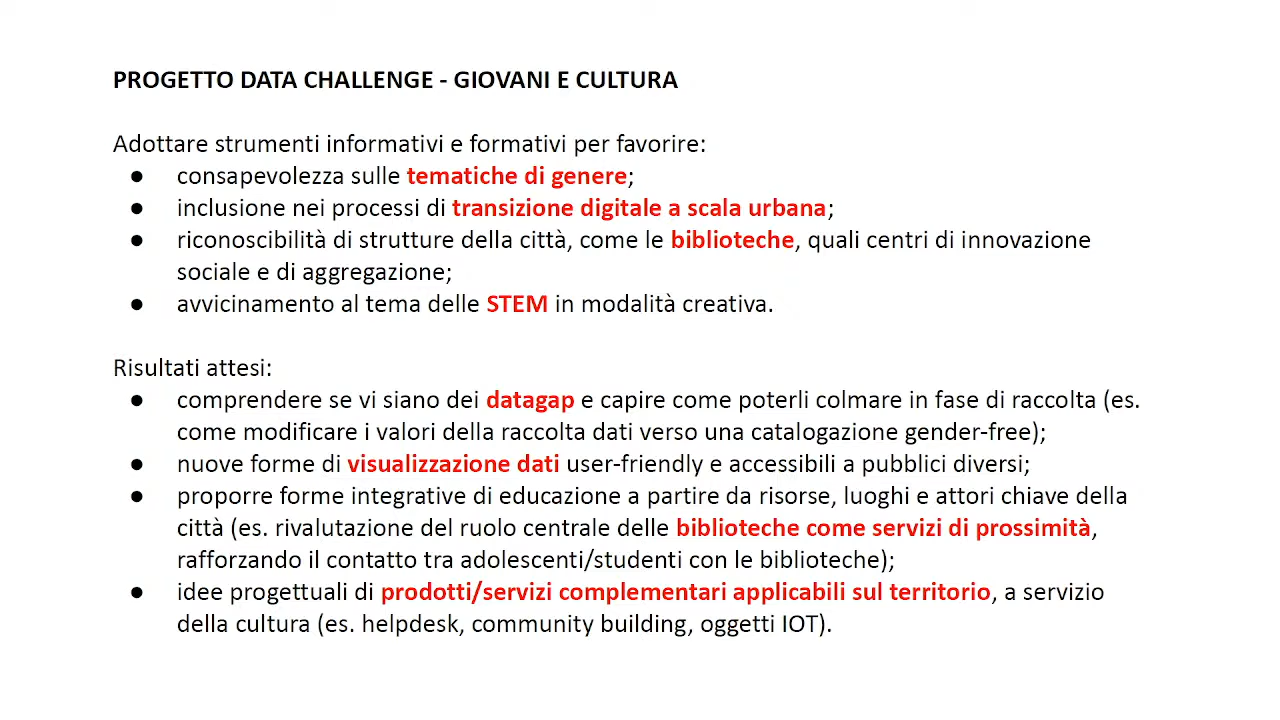 PROGETTO DATA CHALLENGE - GIOVANI E CULTURA
Adottare strumenti informativi e formativi per favorire:
● consapevolezza sulle tematiche di genere;
● inclusione nei processi di transizione digitale a scala urbana;
● riconoscibilità di strutture della città, come le biblioteche, quali centri di innovazione
sociale e di aggregazione;
● avvicinamento al tema delle STEM in modalità creativa.
Risultati attesi:
● comprendere se vi siano dei datagap e capire come poterli colmare in fase di raccolta (es.
come modificare i valori della raccolta dati verso una catalogazione gender-free);
● nuove forme di visualizzazione dati user-friendly e accessibili a pubblici diversi;
● proporre forme integrative di educazione a partire da risorse, luoghi e attori chiave della
città (es. rivalutazione del ruolo centrale delle biblioteche come servizi di prossimità,
rafforzando il contatto tra adolescenti/studenti con le biblioteche);
● idee progettuali di prodotti/servizi complementari applicabili sul territorio, a servizio
della cultura (es. helpdesk, community building, oggetti IOT).